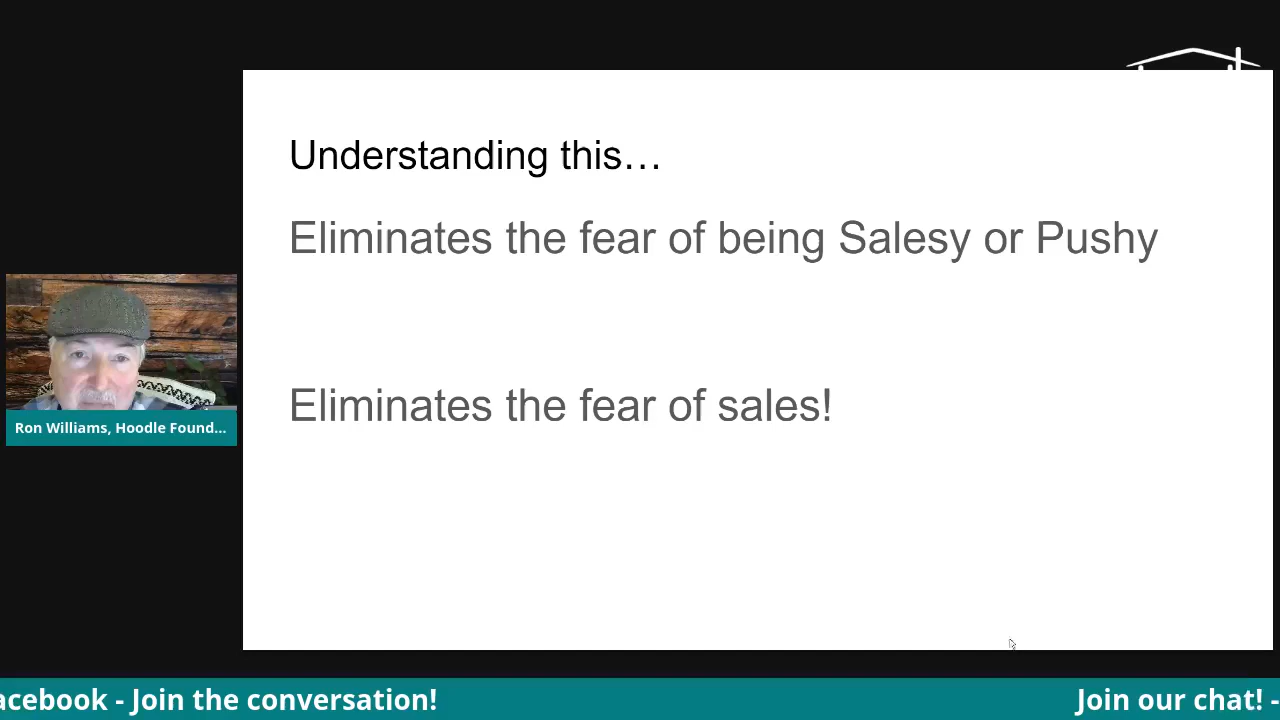 Understanding this…
Eliminates the fear of being Salesy or Pushy
Eliminates the fear of sales!
Ron Williams, Hoodle Found...
acebook - Join the conversation!
Join our chat! -